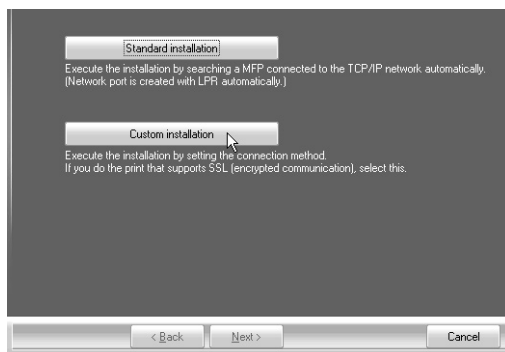 Standard installation
Execute the installation by searching a MFP connected to the TCP/IP network automatically.
(Network port is created with LPR automatically.)
Custom installation
Execute the installation by setting the connection method.
If you do the print that supports SSL (encrypted communication), select this.
< Back Next > Cancel